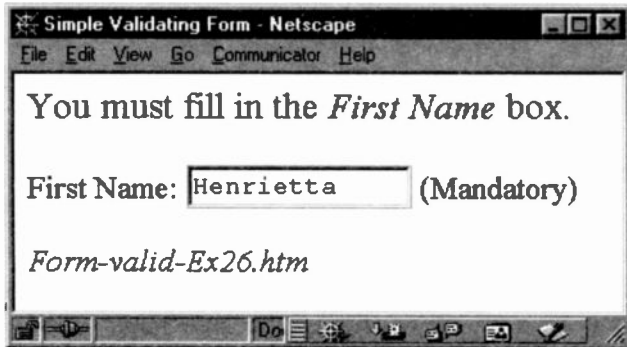 Simple Validating Form - Netscape
File Edit View Go Communicator Help
You must fill in the First Name box.
First Name: Henrietta (Mandatory)
Form-valid-Ex26.htm
Do